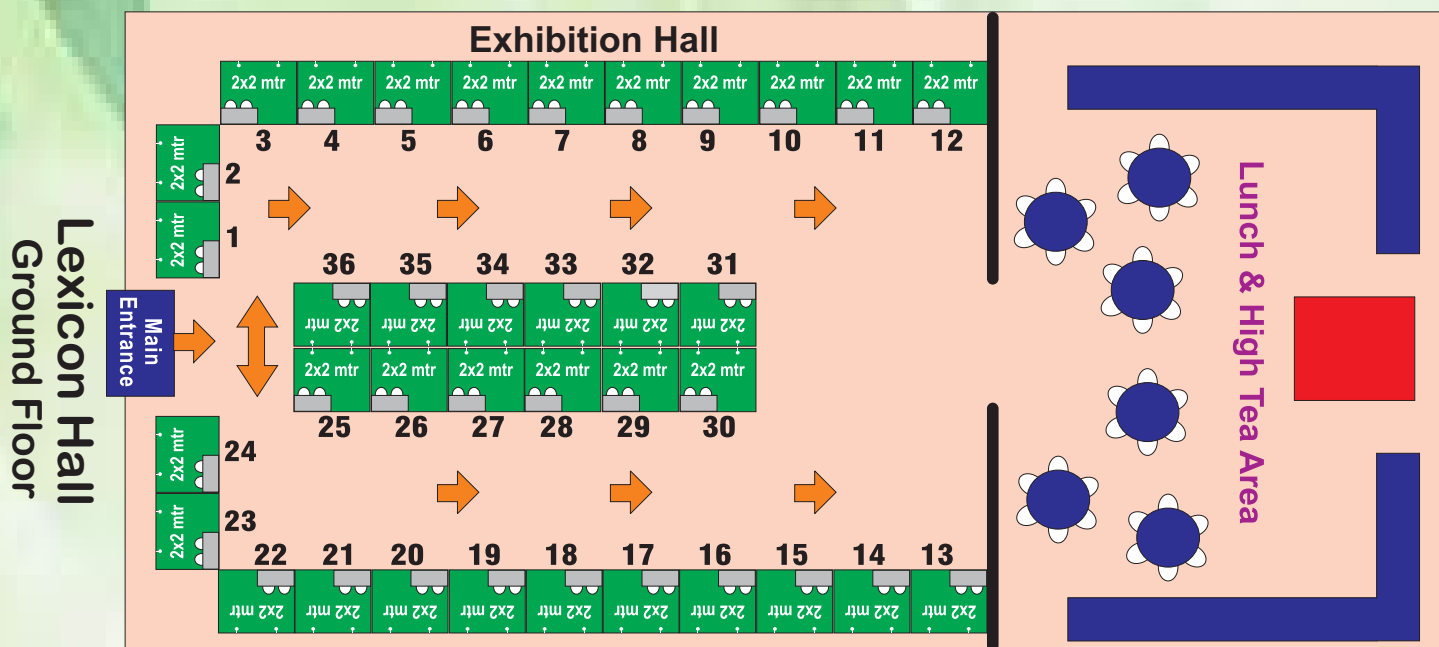 Exhibition Hall
2x2 mtr 2x2 mtr 2x2 mtr 2x2 mtr 2x2 mtr 2x2 mtr 2x2 mtr 2x2 mtr 2x2 mtr 2x2 mtr
3 4 5 6 7 8 9 10 11 12
2x2 mtr
2
2x2 mtr
1
36 35 34 33 32 31
2x2 mtr 2x2 mtr 2x2 mtr 2x2 mtr 2x2 mtr 2x2 mtr
2x2 mtr 2x2 mtr 2x2 mtr 2x2 mtr 2x2 mtr 2x2 mtr
25 26 27 28 29 30
Main
Entrance
Lexicon Hall
Ground Floor
2x2 mtr
24
2x2 mtr
23
22 21 20 19 18 17 16 15 14 13
2x2 mtr 2x2 mtr 2x2 mtr 2x2 mtr 2x2 mtr 2x2 mtr 2x2 mtr 2x2 mtr 2x2 mtr 2x2 mtr
Lunch & High Tea Area